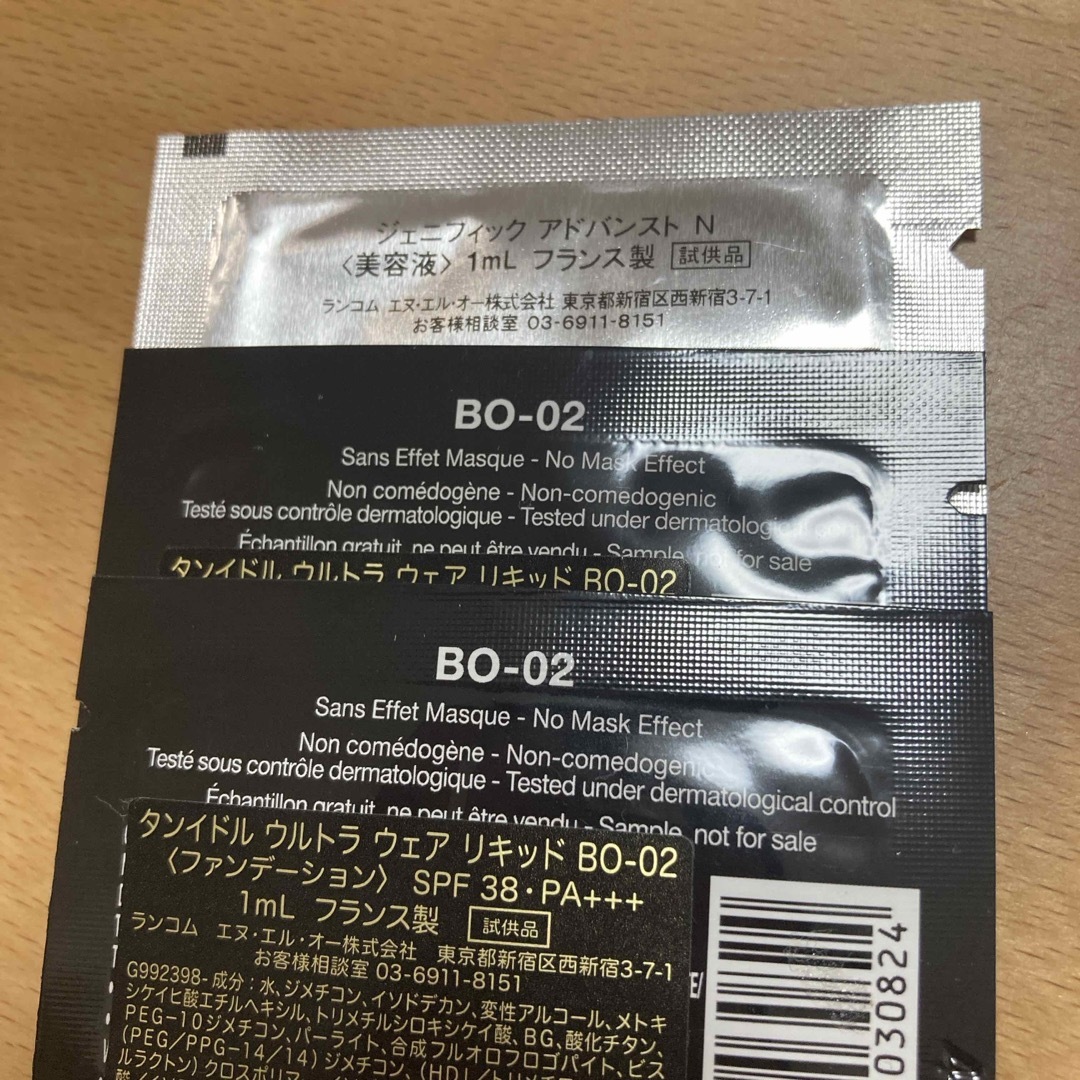 ジェニフィック アドバンスト N
〈美容液〉 1mL フランス製 試供品
ランコム エヌ・エル・オー株式会社 東京都新宿区西新宿3-7-1
お客様相談室 03-6911-8151
BO-02
Sans Effet Masque - No Mask Effect
Non comédogène - Non-comedogenic
Testé sous contrôle dermatologique - Tested under dermatologi
Échantillon gratuit, ne peut être vendu - Sample, not for sale
タンイドル ウルトラ ウェア リキッド BO-02
BO-02
Sans Effet Masque - No Mask Effect
Non comédogène - Non-comedogenic
Testé sous contrôle dermatologique - Tested under dermatological control
Échantillon gratuit, ne peut être vendu - Sample, not for sale
タンイドル ウルトラ ウェア リキッド BO-02
〈ファンデーション〉 SPF 38・PA+++
1mL フランス製 試供品
ランコム エヌ・エル・オー株式会社 東京都新宿区西新宿3-7-1
お客様相談室 03-6911-8151
G992398- 成分：水、ジメチコン、イソドデカン、変性アルコール、メトキ
シケイヒ酸エチルヘキシル、トリメチルシロキシケイ酸、BG、酸化チタン、
PEG-10ジメチコン、パーライト、合成フルオロフロゴパイト、ビス
(PEG/PPG-14/14) ジメチコン、(HDI/トリメチ
ルラクトン) クロスポリマ
030824